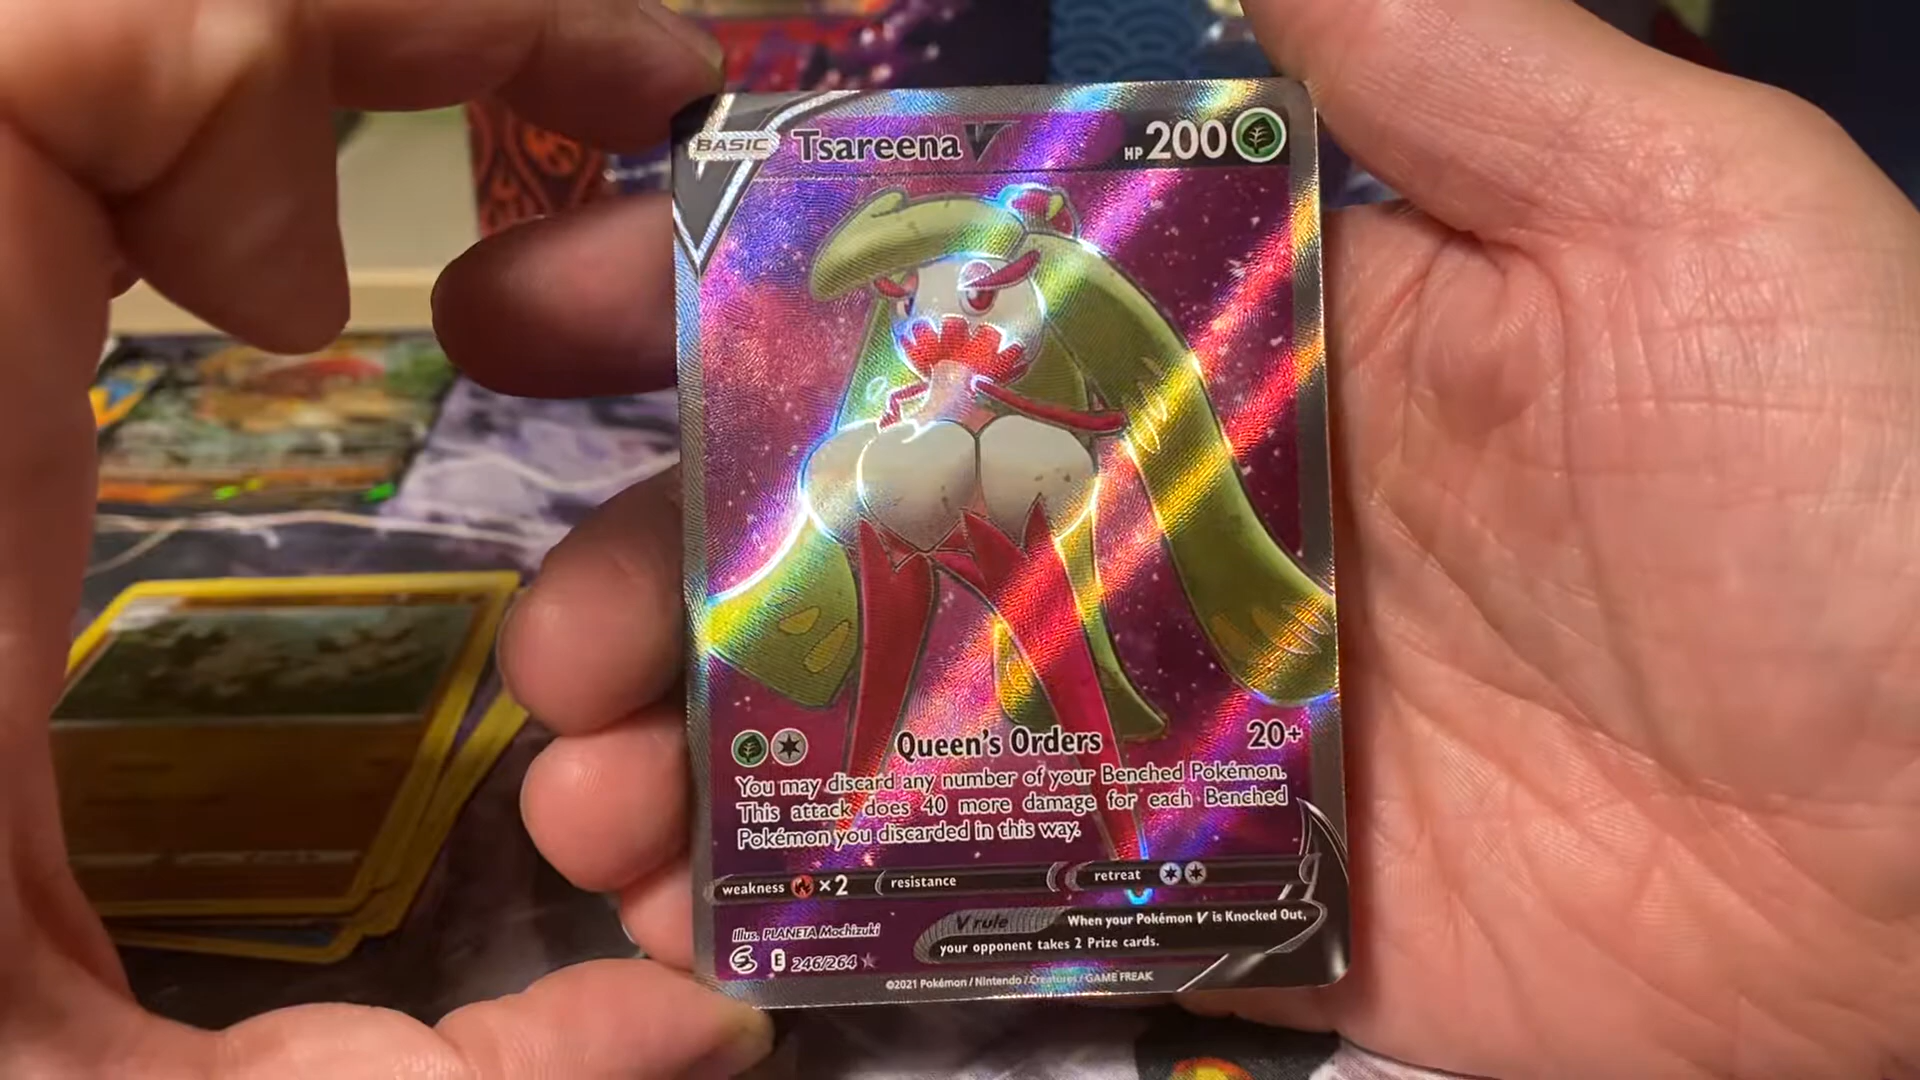 BASIC Tsareena V HP 200
Queen's Orders 20+
You may discard any number of your Benched Pokémon.
This attack does 40 more damage for each Benched
Pokémon you discarded in this way.
weakness ×2 resistance retreat
V rule When your Pokémon V is Knocked Out,
your opponent takes 2 Prize cards.
Illus. PLANETA Mochizuki
E 246/264
©2021 Pokémon / Nintendo / Creatures / GAME FREAK